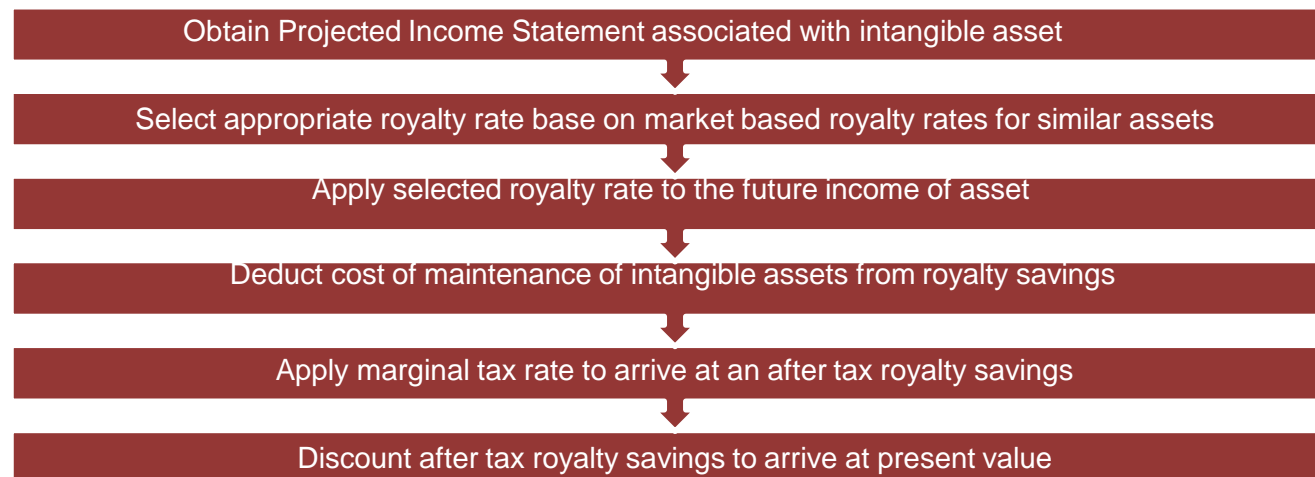 Obtain Projected Income Statement associated with intangible asset
Select appropriate royalty rate base on market based royalty rates for similar assets
Apply selected royalty rate to the future income of asset
Deduct cost of maintenance of intangible assets from royalty savings
Apply marginal tax rate to arrive at an after tax royalty savings
Discount after tax royalty savings to arrive at present value